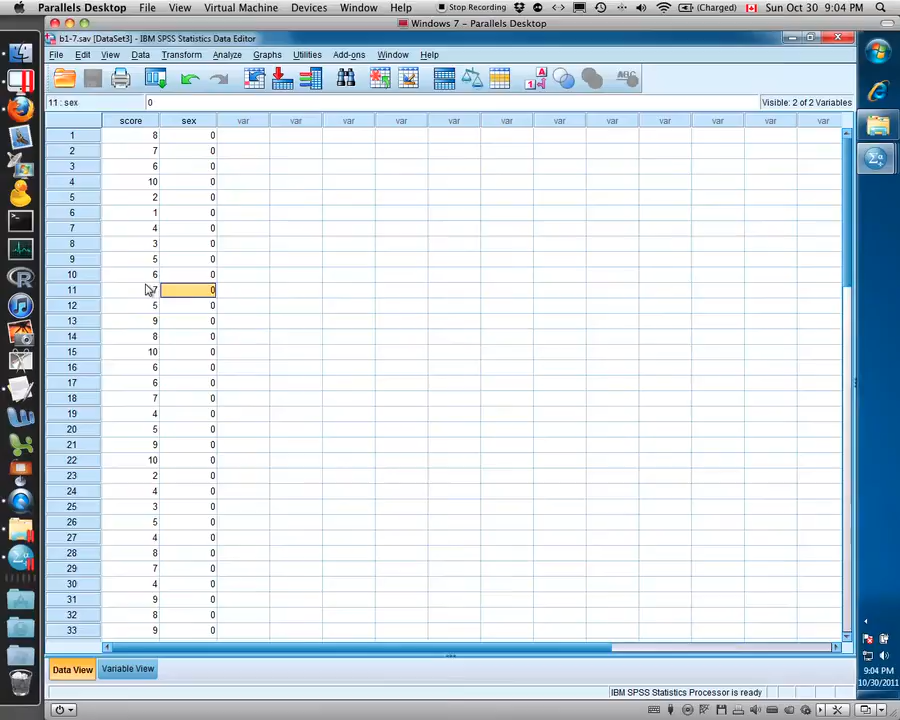 Parallels Desktop File View Virtual Machine Devices Window Help Stop Recording (Charged) Sun Oct 30 9:04 PM
Windows 7 - Parallels Desktop
b1-7.sav [DataSet3] - IBM SPSS Statistics Data Editor
File Edit View Data Transform Analyze Graphs Utilities Add-ons Window Help
11 : sex 0 Visible: 2 of 2 Variables
score sex var var var var var var var var var var var var
1 8 0
2 7 0
3 6 0
4 10 0
5 2 0
6 1 0
7 4 0
8 3 0
9 5 0
10 6 0
11 7 0
12 5 0
13 9 0
14 8 0
15 10 0
16 6 0
17 6 0
18 7 0
19 4 0
20 5 0
21 9 0
22 10 0
23 2 0
24 4 0
25 3 0
26 5 0
27 4 0
28 8 0
29 7 0
30 4 0
31 9 0
32 8 0
33 9 0
Data View Variable View
IBM SPSS Statistics Processor is ready
9:04 PM
10/30/2011